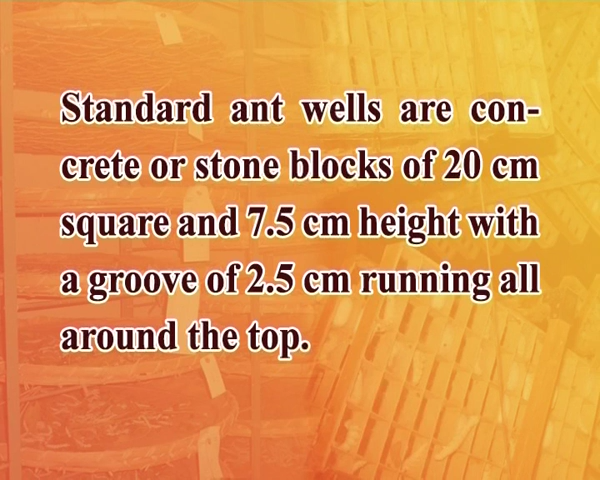 Standard ant wells are con-
crete or stone blocks of 20 cm
square and 7.5 cm height with
a groove of 2.5 cm running all
around the top.